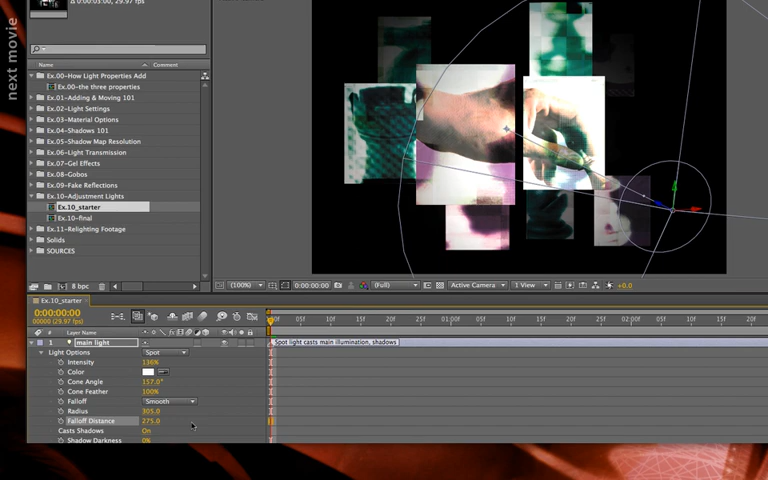 next movie
Δ 0:00:03:00, 29.97 fps
Name
Comment
Ex.00-How Light Properties Add
Ex.00-the three properties
Ex.01-Adding & Moving 101
Ex.02-Light Settings
Ex.03-Material Options
Ex.04-Shadows 101
Ex.05-Shadow Map Resolution
Ex.06-Light Transmission
Ex.07-Gel Effects
Ex.08-Gobos
Ex.09-Fake Reflections
Ex.10-Adjustment Lights
Ex.10_starter
Ex.10-final
Ex.11-Relighting Footage
Solids
SOURCES
8 bpc
(100%)
0:00:00:00
(Full)
Active Camera
1 View
+0.0
Ex.10_starter
0:00:00:00
00000 (29.97 fps)
05f
10f
15f
20f
25f
01:00f
05f
10f
15f
20f
25f
02:00f
05f
10f
15f
20f
#
Layer Name
1
main light
Spot light casts main illumination, shadows
Light Options
Spot
Intensity
136%
Color
Cone Angle
157.0°
Cone Feather
100%
Falloff
Smooth
Radius
305.0
Falloff Distance
275.0
Casts Shadows
On
Shadow Darkness
0%